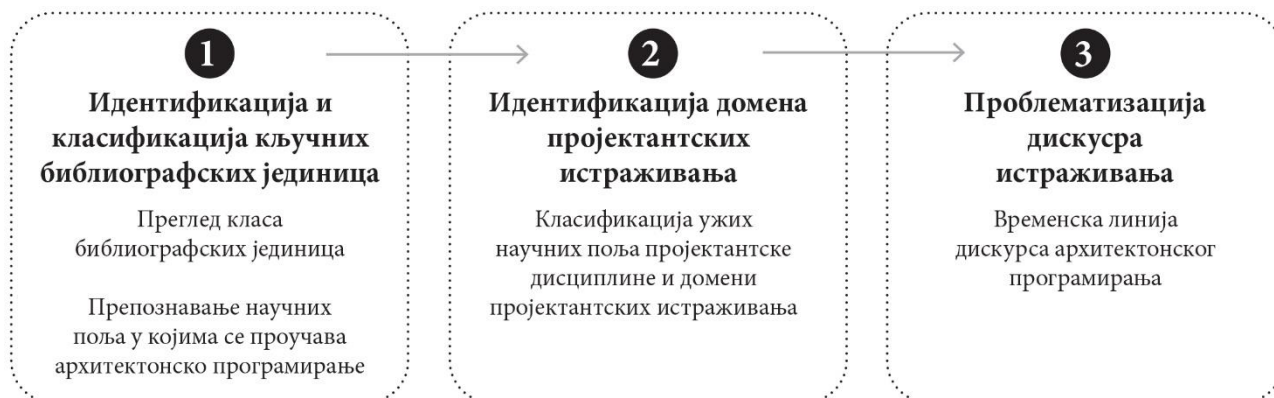 1
Идентификација и
класификација кључних
библиографских јединица
Преглед класа
библиографских јединица
Препознавање научних
поља у којима се проучава
архитектонско програмирање
2
Идентификација домена
пројектантских
истраживања
Класификација ужих
научних поља пројектантске
дисциплине и домени
пројектантских истраживања
3
Проблематизација
дискусра
истраживања
Временска линија
дискурса архитектонског
програмирања